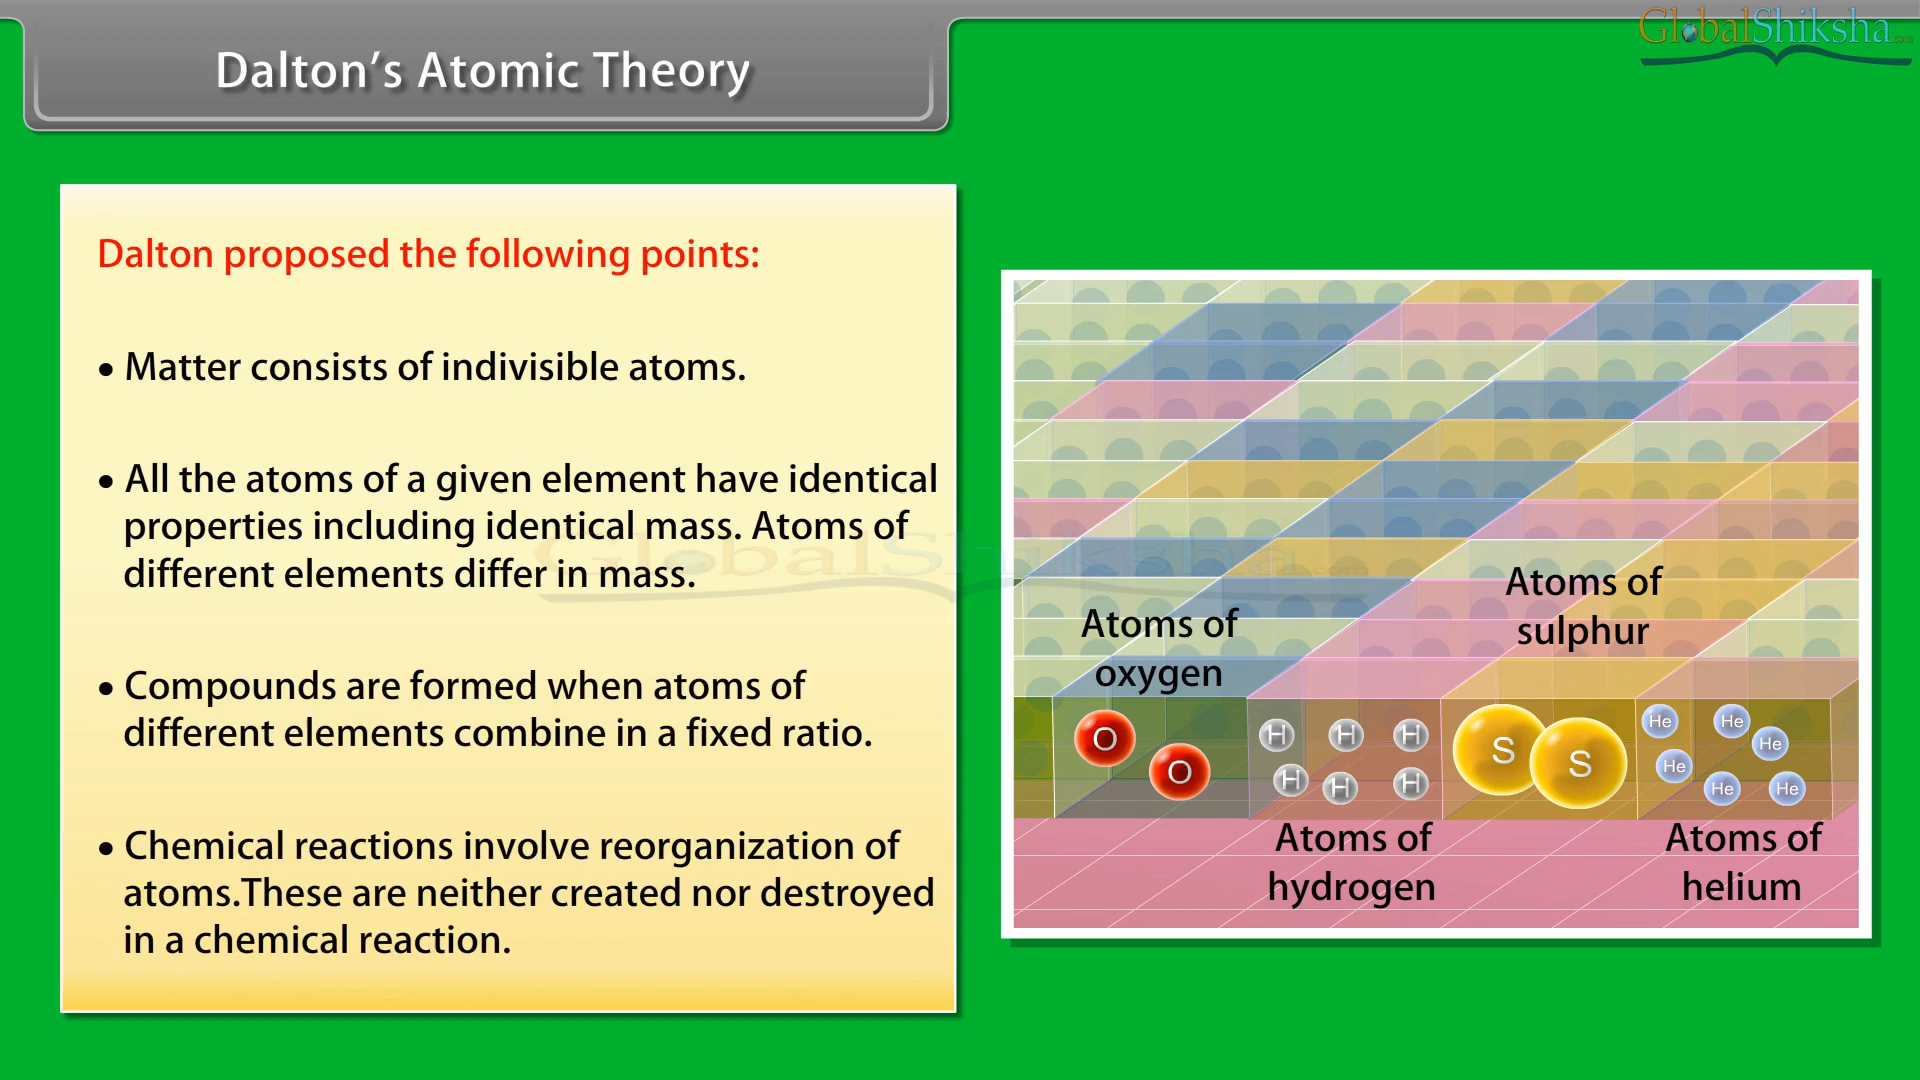 Dalton's Atomic Theory
GlobalShiksha.com
Dalton proposed the following points:
• Matter consists of indivisible atoms.
• All the atoms of a given element have identical
properties including identical mass. Atoms of
different elements differ in mass.
• Compounds are formed when atoms of
different elements combine in a fixed ratio.
• Chemical reactions involve reorganization of
atoms.These are neither created nor destroyed
in a chemical reaction.
GlobalShiksha.com
Atoms of
oxygen
Atoms of
sulphur
O
O
H H H
H H H
S S
He He He
He He He
Atoms of
hydrogen
Atoms of
helium